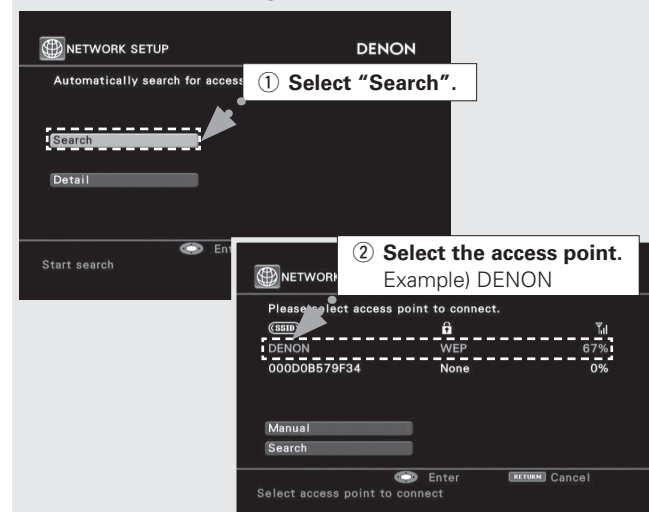 NETWORK SETUP
DENON
Automatically search for access
① Select “Search”.
Search
Detail
Start search
② Select the access point.
Example) DENON
Please select access point to connect.
SSID
DENON WEP 67%
000D0B579F34 None 0%
Manual
Search
Enter RETURN Cancel
Select access point to connect